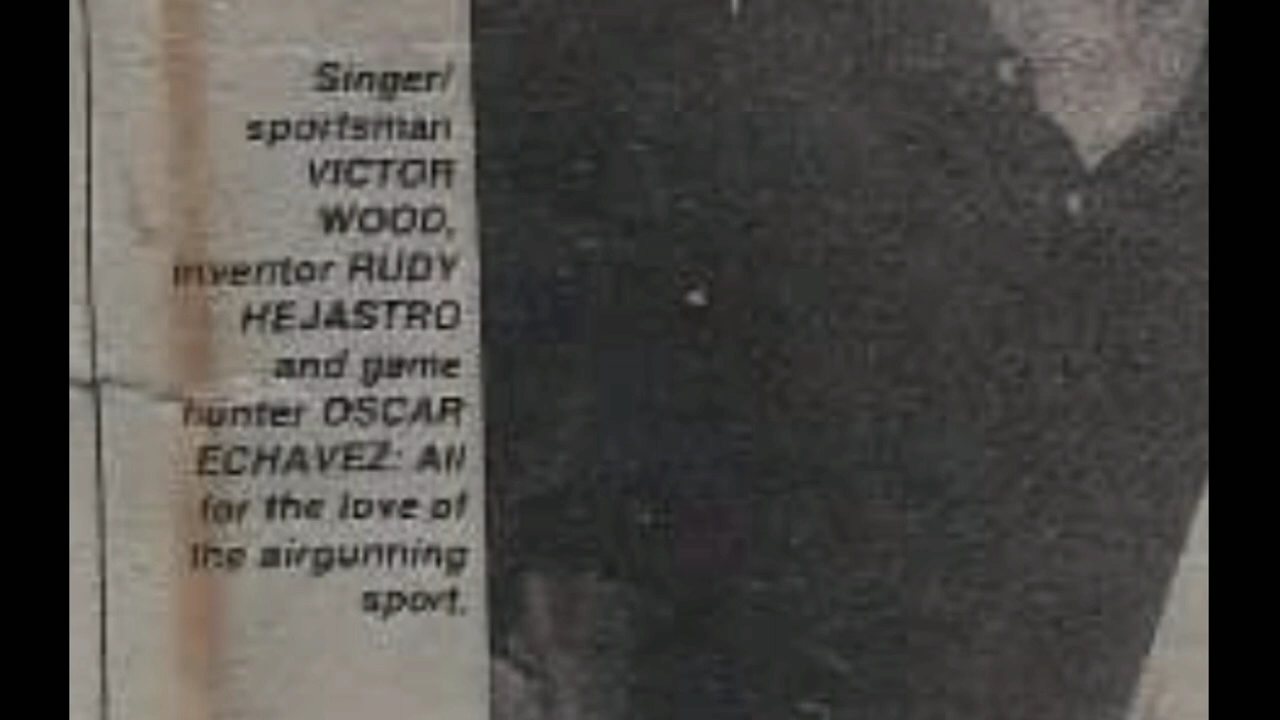 Singer/
sportsman
VICTOR
WOOD,
inventor RUDY
HEJASTRO
and game
hunter OSCAR
ECHAVEZ: All
for the love of
the airgunning
sport.